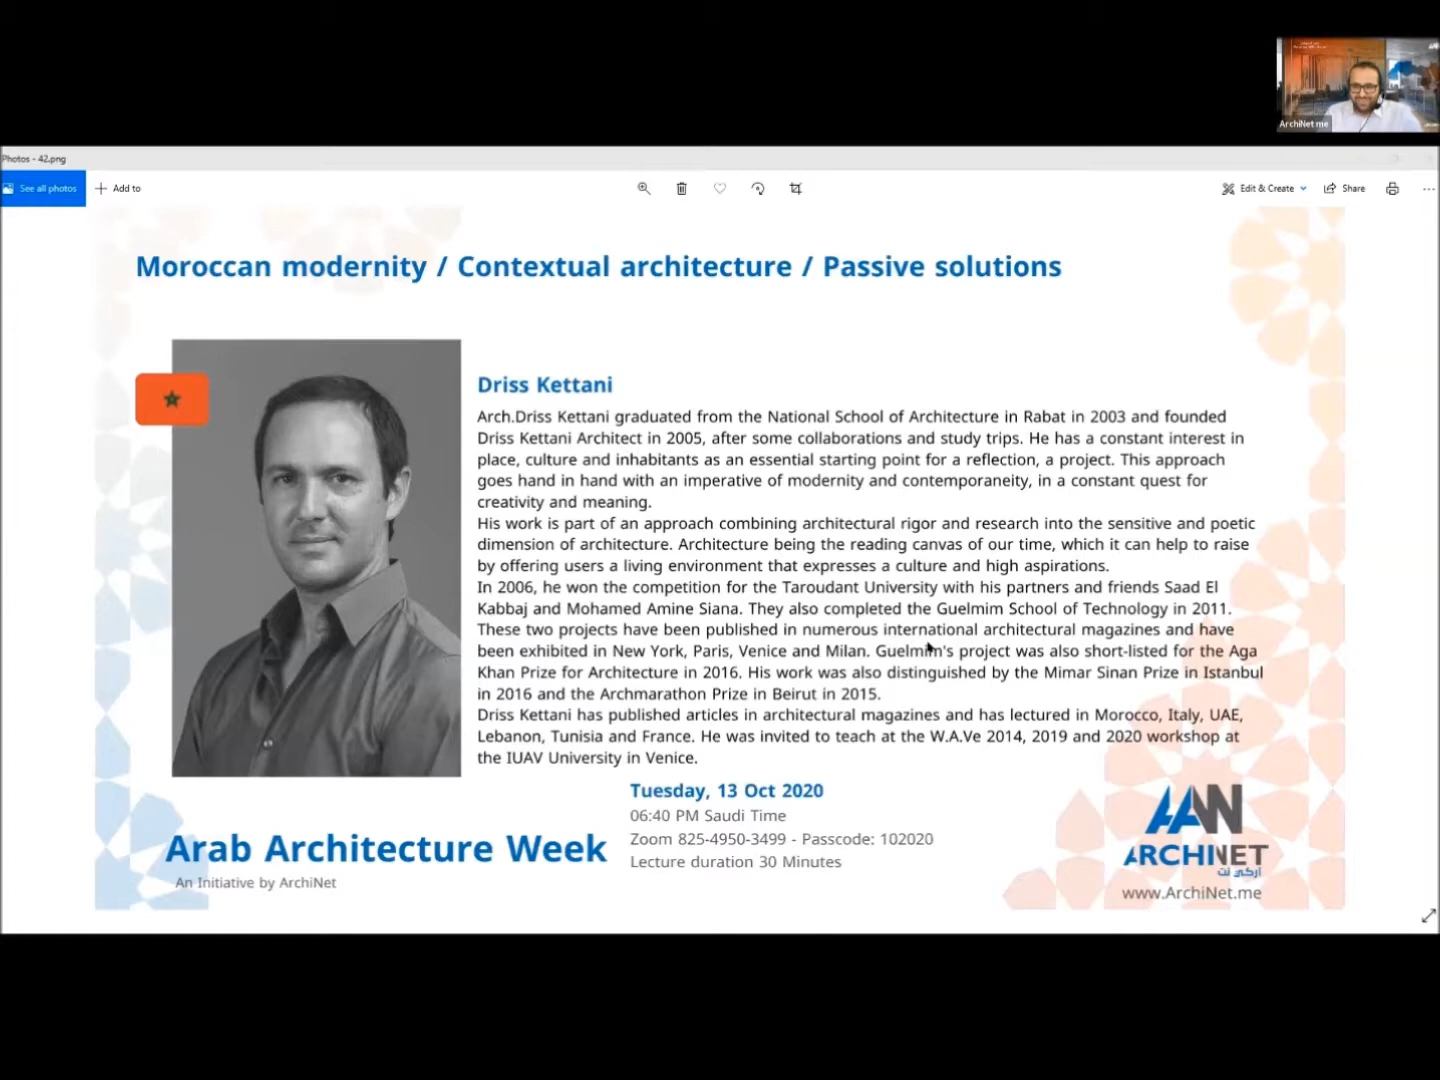 ArchiNet me
Photos - 42.png
See all photos
Add to
Edit & Create
Share
Moroccan modernity / Contextual architecture / Passive solutions
Driss Kettani
Arch.Driss Kettani graduated from the National School of Architecture in Rabat in 2003 and founded
Driss Kettani Architect in 2005, after some collaborations and study trips. He has a constant interest in
place, culture and inhabitants as an essential starting point for a reflection, a project. This approach
goes hand in hand with an imperative of modernity and contemporaneity, in a constant quest for
creativity and meaning.
His work is part of an approach combining architectural rigor and research into the sensitive and poetic
dimension of architecture. Architecture being the reading canvas of our time, which it can help to raise
by offering users a living environment that expresses a culture and high aspirations.
In 2006, he won the competition for the Taroudant University with his partners and friends Saad El
Kabbaj and Mohamed Amine Siana. They also completed the Guelmim School of Technology in 2011.
These two projects have been published in numerous international architectural magazines and have
been exhibited in New York, Paris, Venice and Milan. Guelmim's project was also short-listed for the Aga
Khan Prize for Architecture in 2016. His work was also distinguished by the Mimar Sinan Prize in Istanbul
in 2016 and the Archmarathon Prize in Beirut in 2015.
Driss Kettani has published articles in architectural magazines and has lectured in Morocco, Italy, UAE,
Lebanon, Tunisia and France. He was invited to teach at the W.A.Ve 2014, 2019 and 2020 workshop at
the IUAV University in Venice.
Tuesday, 13 Oct 2020
06:40 PM Saudi Time
Zoom 825-4950-3499 - Passcode: 102020
Lecture duration 30 Minutes
Arab Architecture Week
An Initiative by ArchiNet
AAN
ARCHINET
آركي نت
www.ArchiNet.me